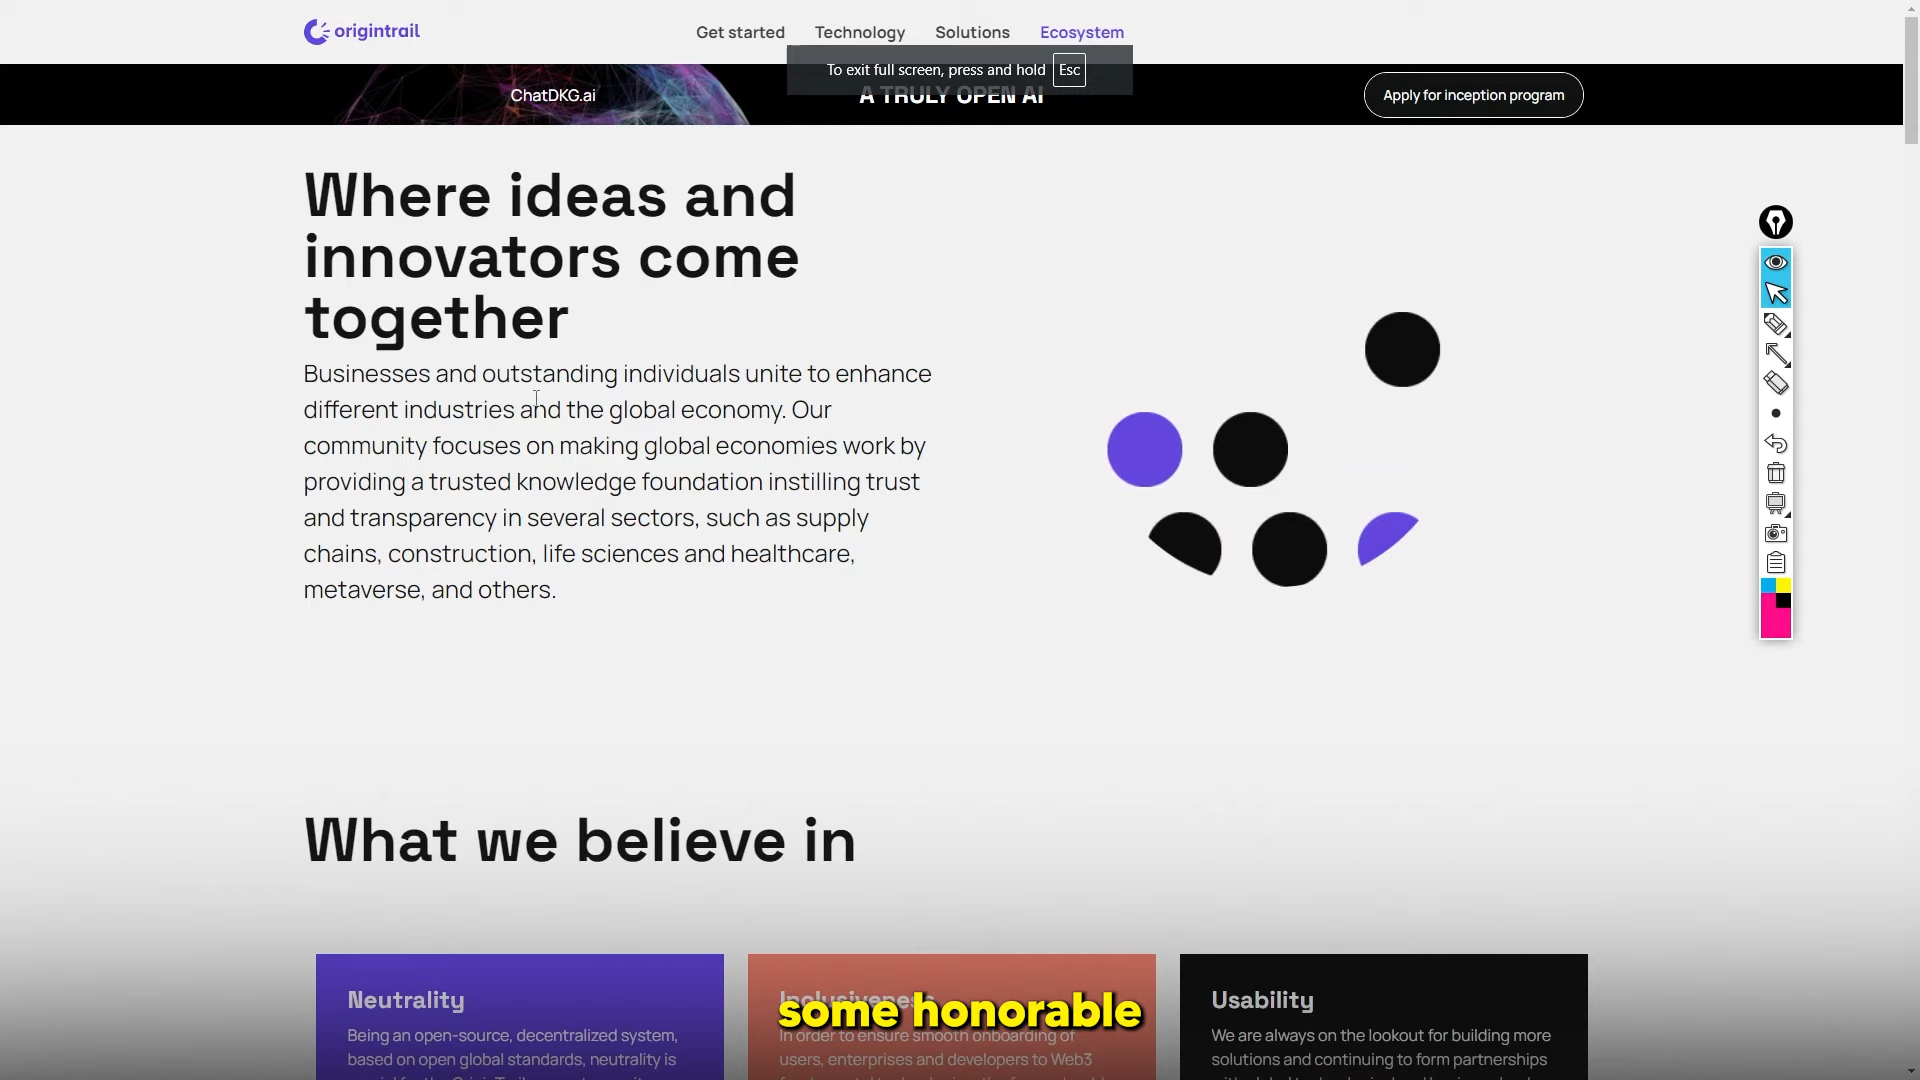 origintrail
Get started Technology Solutions Ecosystem
To exit full screen, press and hold Esc
ChatDKG.ai A TRULY OPEN AI Apply for inception program
Where ideas and
innovators come
together
Businesses and outstanding individuals unite to enhance
different industries and the global economy. Our
community focuses on making global economies work by
providing a trusted knowledge foundation instilling trust
and transparency in several sectors, such as supply
chains, construction, life sciences and healthcare,
metaverse, and others.
What we believe in
Neutrality
Being an open-source, decentralized system,
based on open global standards, neutrality is
Inclusiveness
some honorable
In order to ensure smooth onboarding of
users, enterprises and developers to Web3
Usability
We are always on the lookout for building more
solutions and continuing to form partnerships